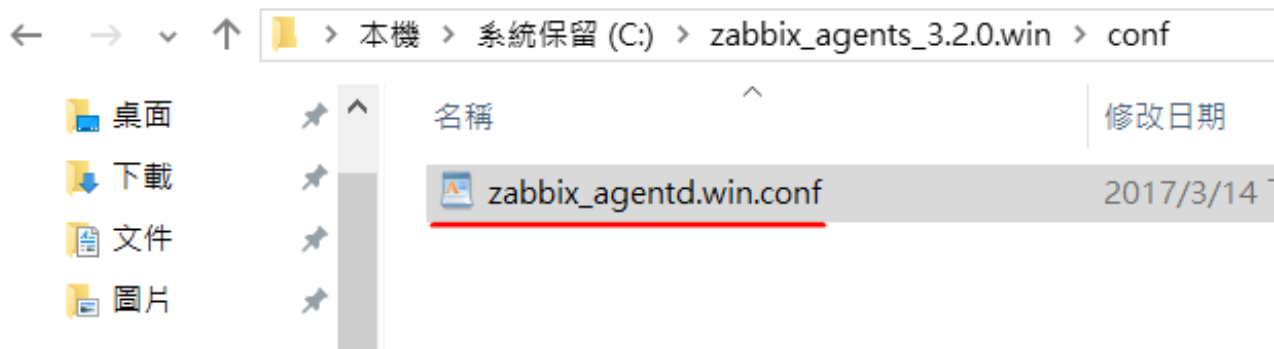 本機 > 系統保留 (C:) > zabbix_agents_3.2.0.win > conf
桌面
名稱
修改日期
下載
zabbix_agentd.win.conf
2017/3/14
文件
圖片